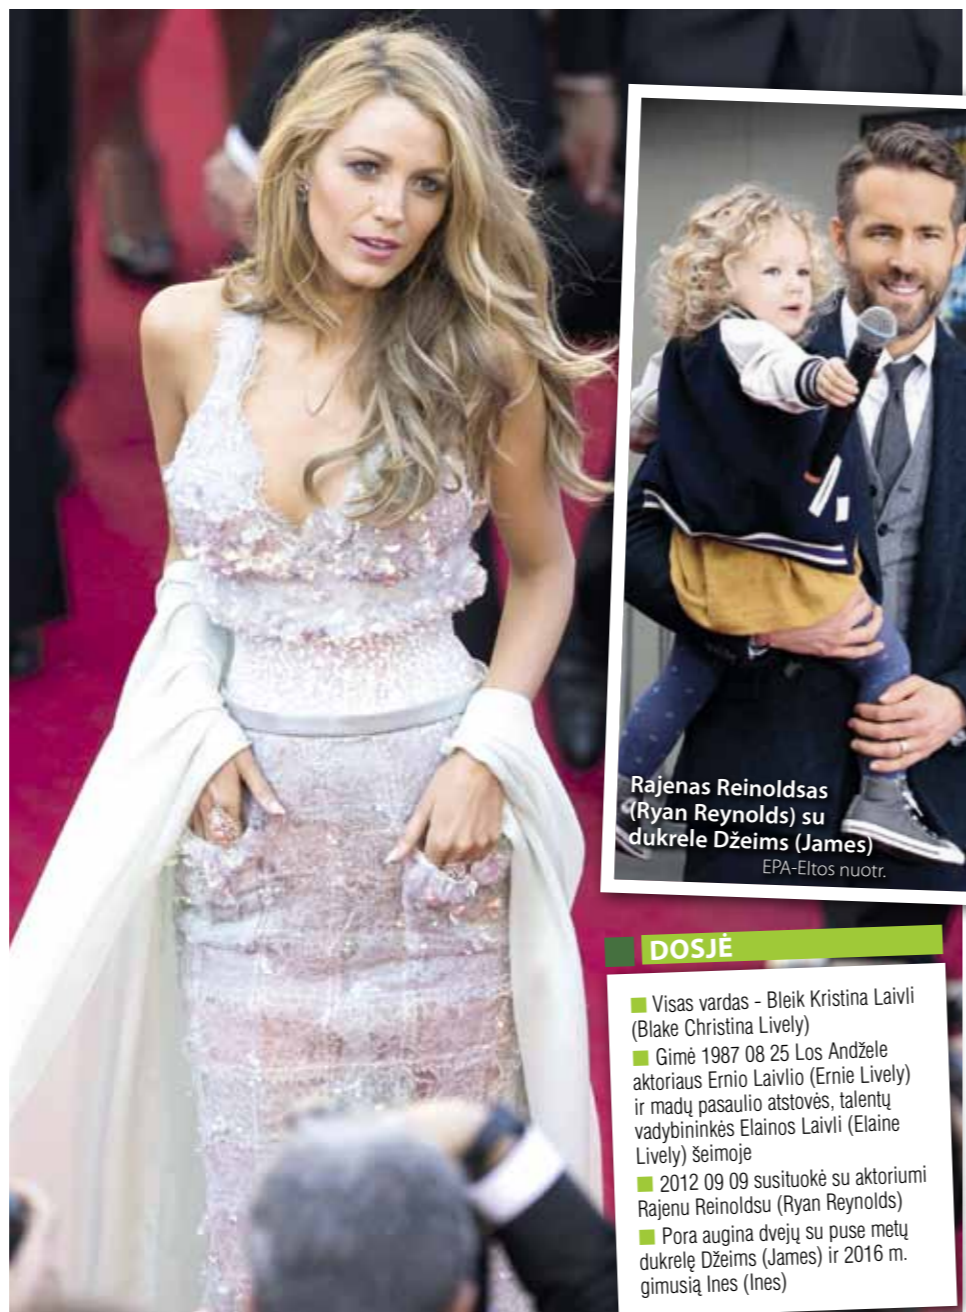 Rajenas Reinoldsas
(Ryan Reynolds) su
dukrele Džeims (James)
EPA-Eltos nuotr.
DOSJĖ
Visas vardas - Bleik Kristina Laivli
(Blake Christina Lively)
Gimė 1987 08 25 Los Andžele
aktoriaus Ernio Laivlio (Ernie Lively)
ir madų pasaulio atstovės, talentų
vadybininkės Elainos Laivli (Elaine
Lively) šeimoje
2012 09 09 susituokė su aktoriumi
Rajenu Reinoldsu (Ryan Reynolds)
Pora augina dvejų su puse metų
dukrelę Džeims (James) ir 2016 m.
gimusią Ines (Ines)